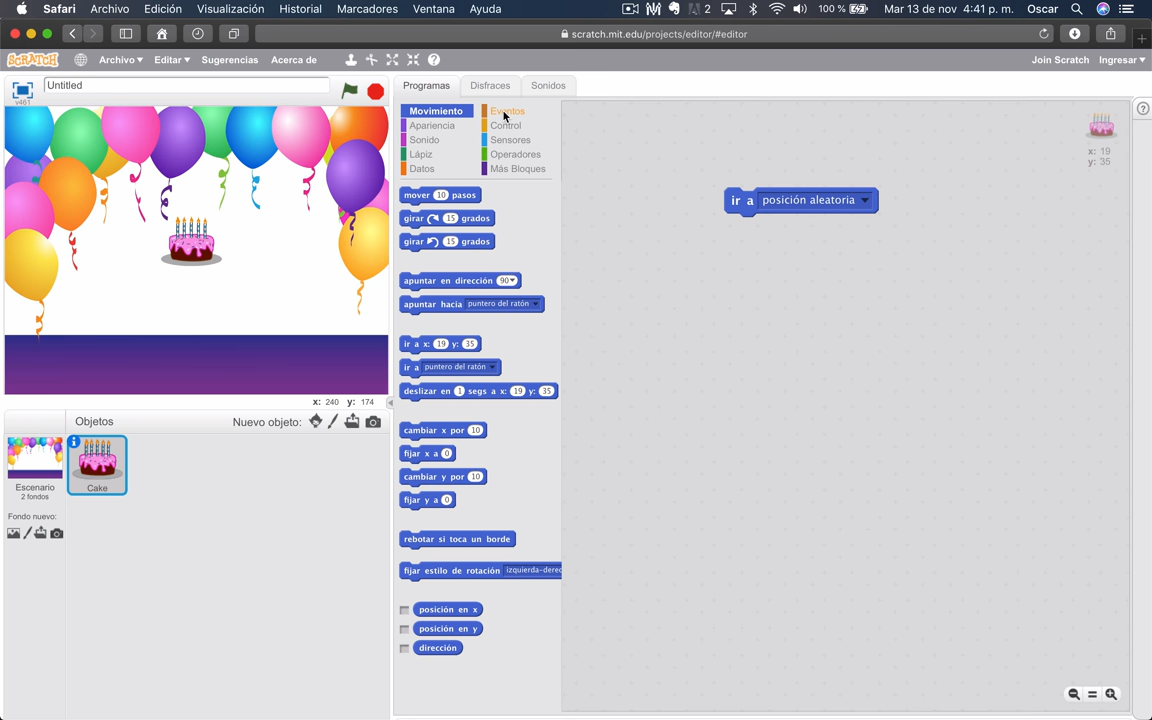 Safari Archivo Edición Visualización Historial Marcadores Ventana Ayuda 2 100 % Mar 13 de nov 4:41 p. m. Oscar
scratch.mit.edu/projects/editor/#editor
SCRATCH Archivo Editar Sugerencias Acerca de Join Scratch Ingresar
v461
Untitled
Programas Disfraces Sonidos
Movimiento Eventos
Apariencia Control
Sonido Sensores
Lápiz Operadores
Datos Más Bloques
mover 10 pasos
girar 15 grados
girar 15 grados
apuntar en dirección 90
apuntar hacia puntero del ratón
ir a x: 19 y: 35
ir a puntero del ratón
deslizar en 1 segs a x: 19 y: 35
cambiar x por 10
fijar x a 0
cambiar y por 10
fijar y a 0
rebotar si toca un borde
fijar estilo de rotación izquierda-derec
posición en x
posición en y
dirección
ir a posición aleatoria
x: 19
y: 35
x: 240 y: 174
Objetos Nuevo objeto:
Escenario
2 fondos
Cake
Fondo nuevo: